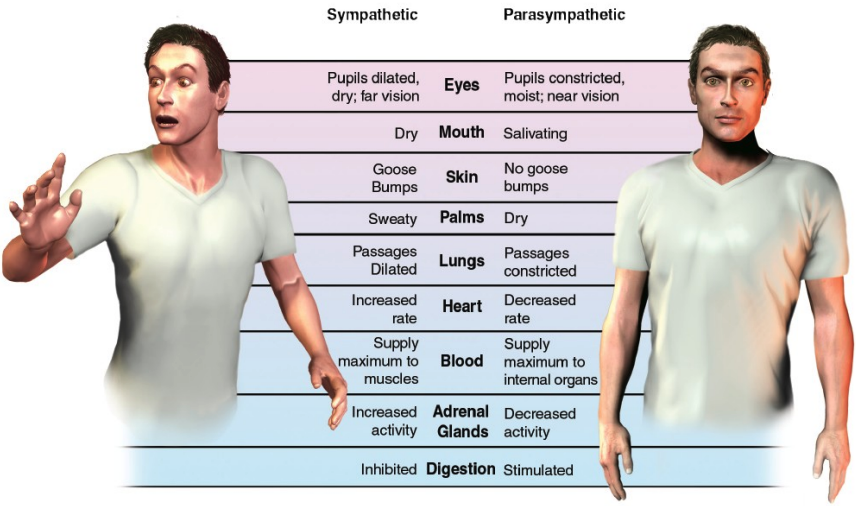 Sympathetic Parasympathetic
Pupils dilated, Pupils constricted,
dry; far vision Eyes moist; near vision
Dry Mouth Salivating
Goose No goose
Bumps Skin bumps
Sweaty Palms Dry
Passages Passages
Dilated Lungs constricted
Increased Decreased
rate Heart rate
Supply Supply
maximum to Blood maximum to
muscles internal organs
Increased Adrenal Decreased
activity Glands activity
Inhibited Digestion Stimulated